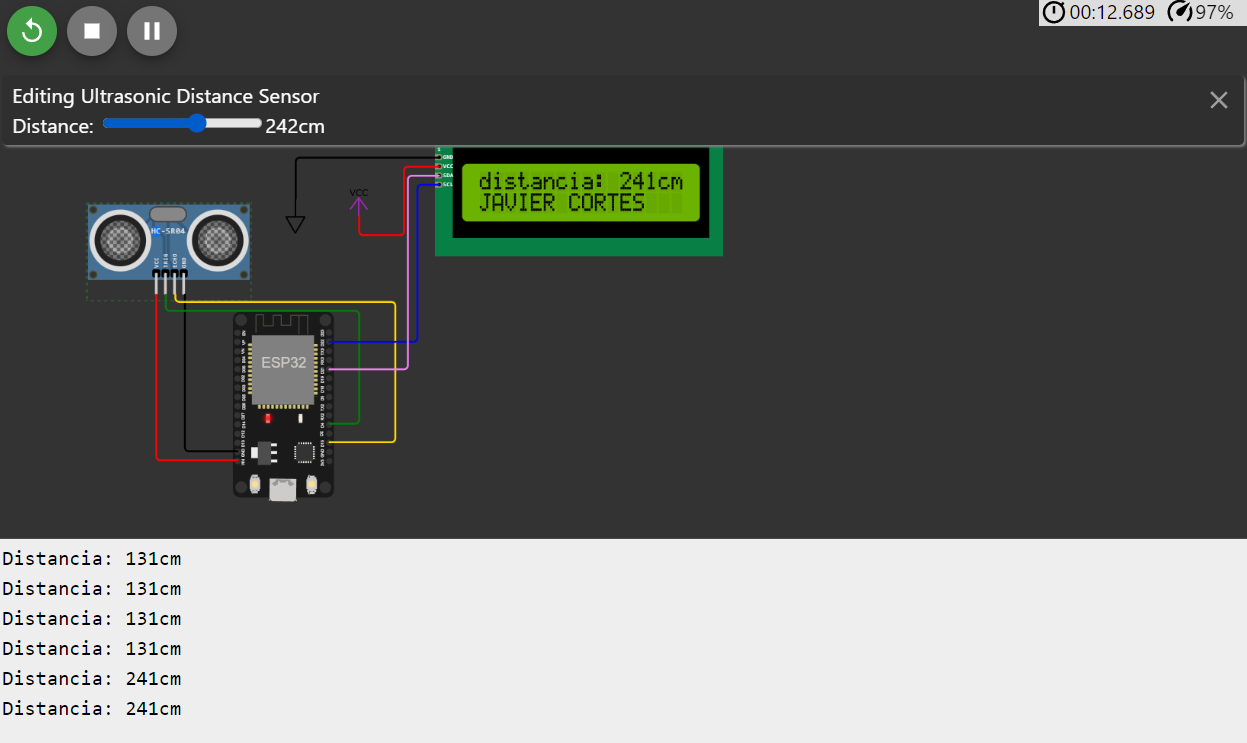 00:12.689 97%
Editing Ultrasonic Distance Sensor
Distance: 242cm
1
GND
VCC
SDA
SCL
distancia: 241cm
JAVIER CORTES
VCC
HC-SR04
VCC TRIG ECHO GND
ESP32
Distancia: 131cm
Distancia: 131cm
Distancia: 131cm
Distancia: 131cm
Distancia: 241cm
Distancia: 241cm